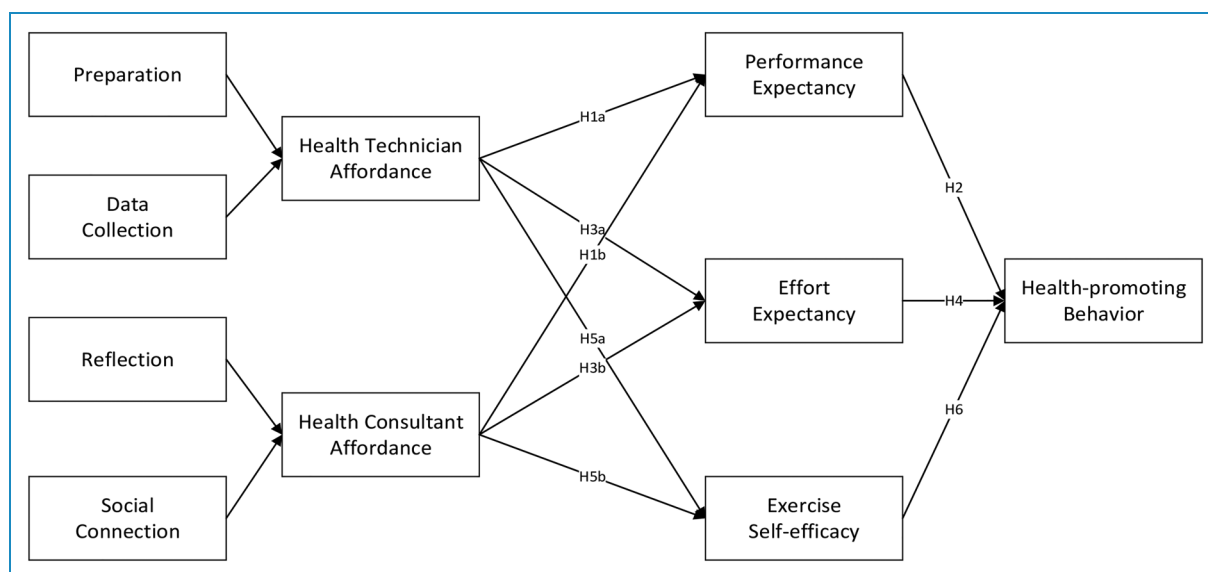 Preparation
Data
Collection
Reflection
Social
Connection
Health Technician
Affordance
Health Consultant
Affordance
H1a
H3a
H1b
H5a
H3b
H5b
Performance
Expectancy
Effort
Expectancy
Exercise
Self-efficacy
H2
H4
H6
Health-promoting
Behavior